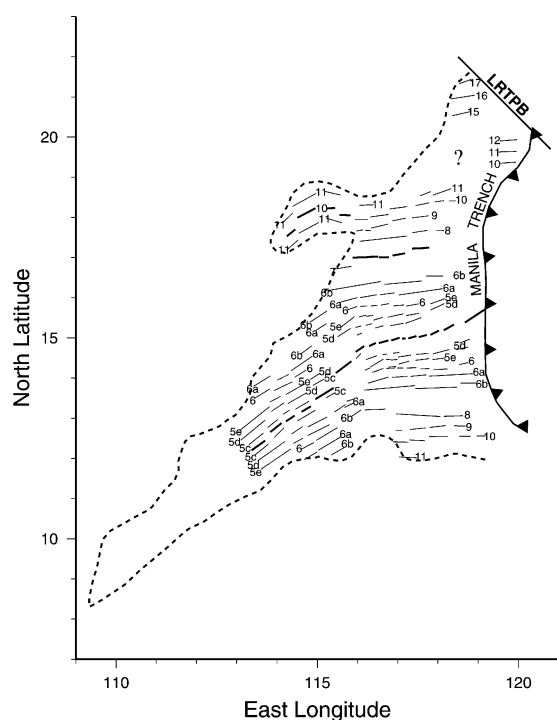 LRTPB
17
16
15
20
12
11
10
?
11
11
10
10
11
9
11
11
8
11
MANILA TRENCH
North Latitude
6b
6b
6a
6a
6
6
5e
5d
5b
5e
6a
5d
15
5d
6b
6a
5e
6
6
5d
6a
5e
5c
6b
6a
6
5d
5c
6a
6b
8
5e
9
5d
6a
10
5c
6
6b
5c
11
5d
5e
10
110
115
120
East Longitude